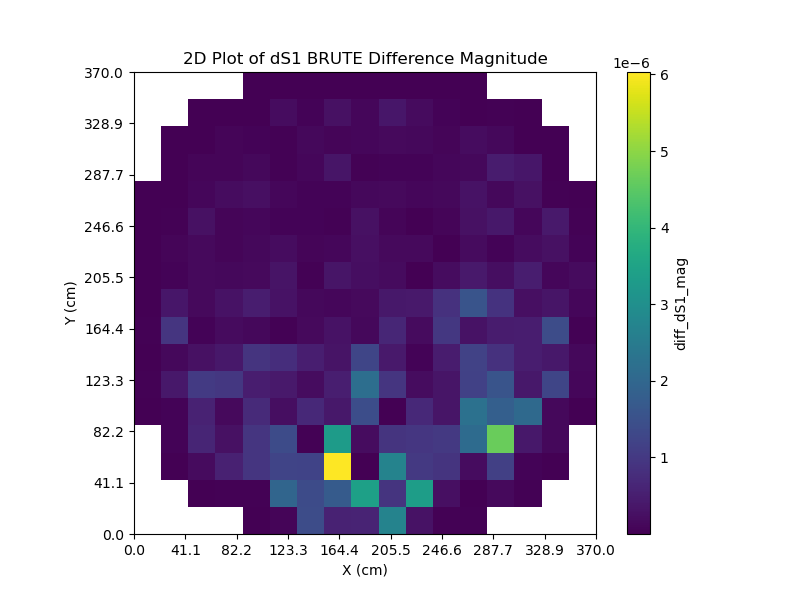 2D Plot of dS1 BRUTE Difference Magnitude
1e−6
370.0
328.9
287.7
246.6
205.5
164.4
123.3
82.2
41.1
0.0
Y (cm)
0.0 41.1 82.2 123.3 164.4 205.5 246.6 287.7 328.9 370.0
X (cm)
6
5
4
3
2
1
diff_dS1_mag